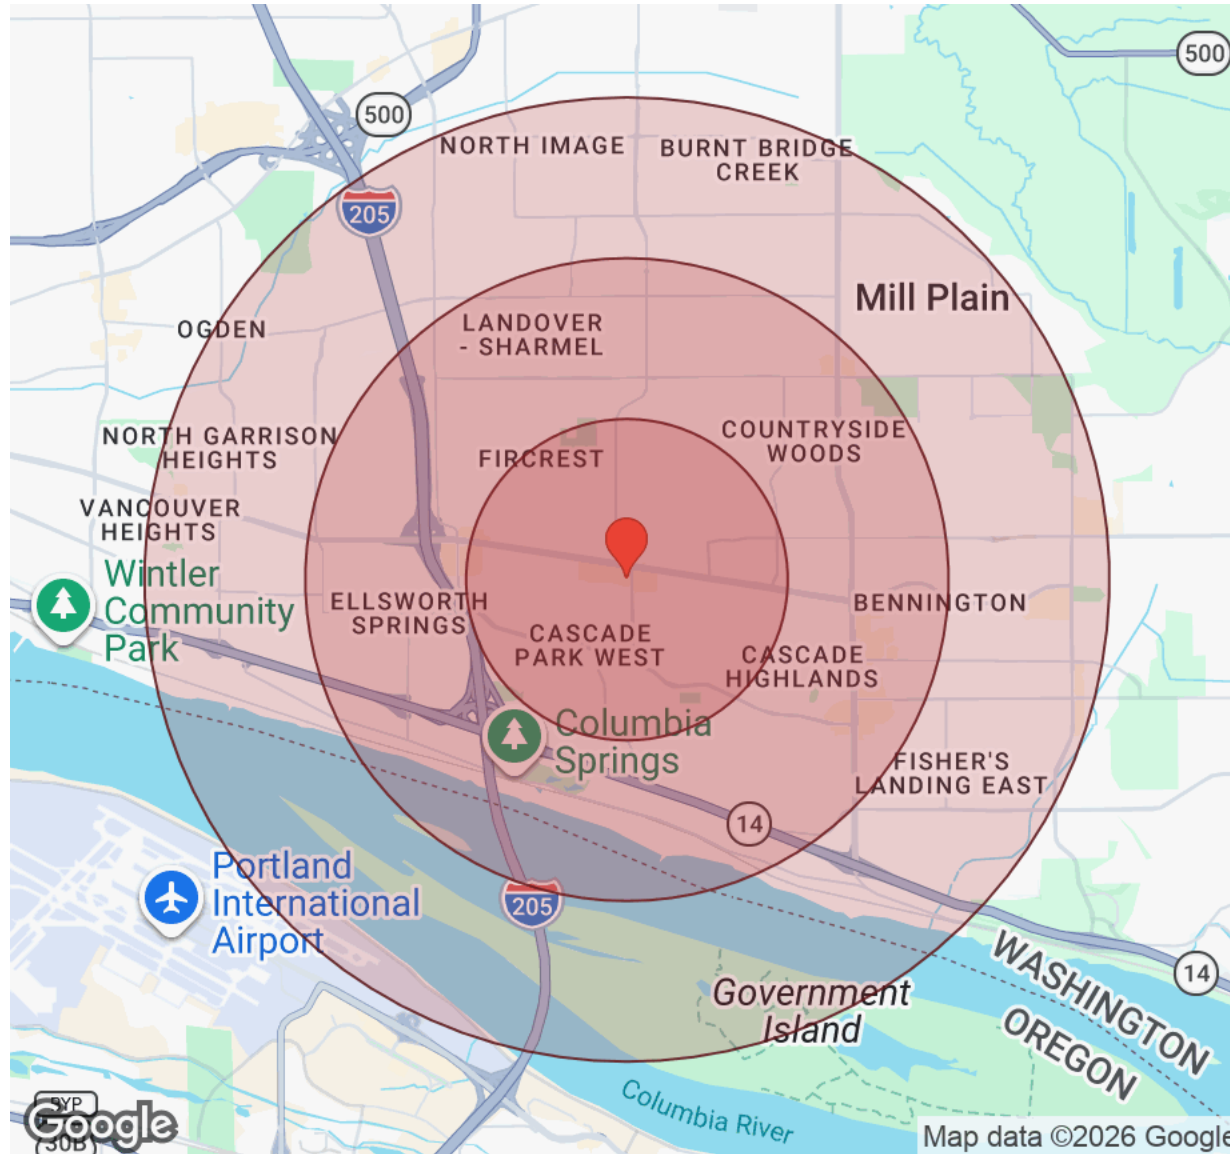 500
500
NORTH IMAGE
BURNT BRIDGE
CREEK
205
Mill Plain
OGDEN
LANDOVER
- SHARMEL
NORTH GARRISON
HEIGHTS
FIRCREST
COUNTRYSIDE
WOODS
VANCOUVER
HEIGHTS
Wintler
Community
Park
ELLSWORTH
SPRINGS
BENNINGTON
CASCADE
PARK WEST
CASCADE
HIGHLANDS
Columbia
Springs
FISHER'S
LANDING EAST
14
Portland
International
Airport
205
Government
Island
WASHINGTON
OREGON
14
Columbia River
BYP
30B
Google
Map data ©2026 Google